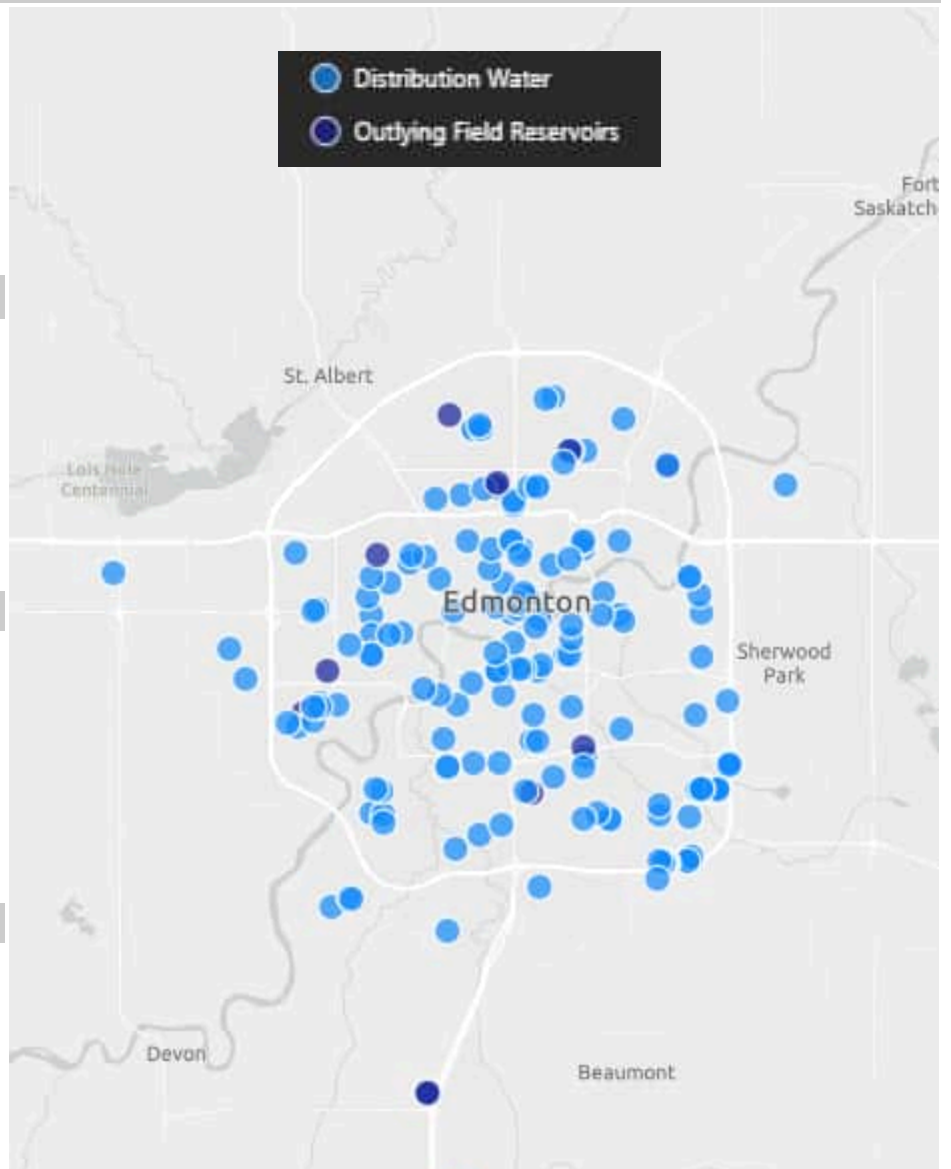 Distribution Water
Outlying Field Reservoirs
Fort
Saskatch
St. Albert
Lois Hole
Centennial
Edmonton
Sherwood
Park
Devon
Beaumont